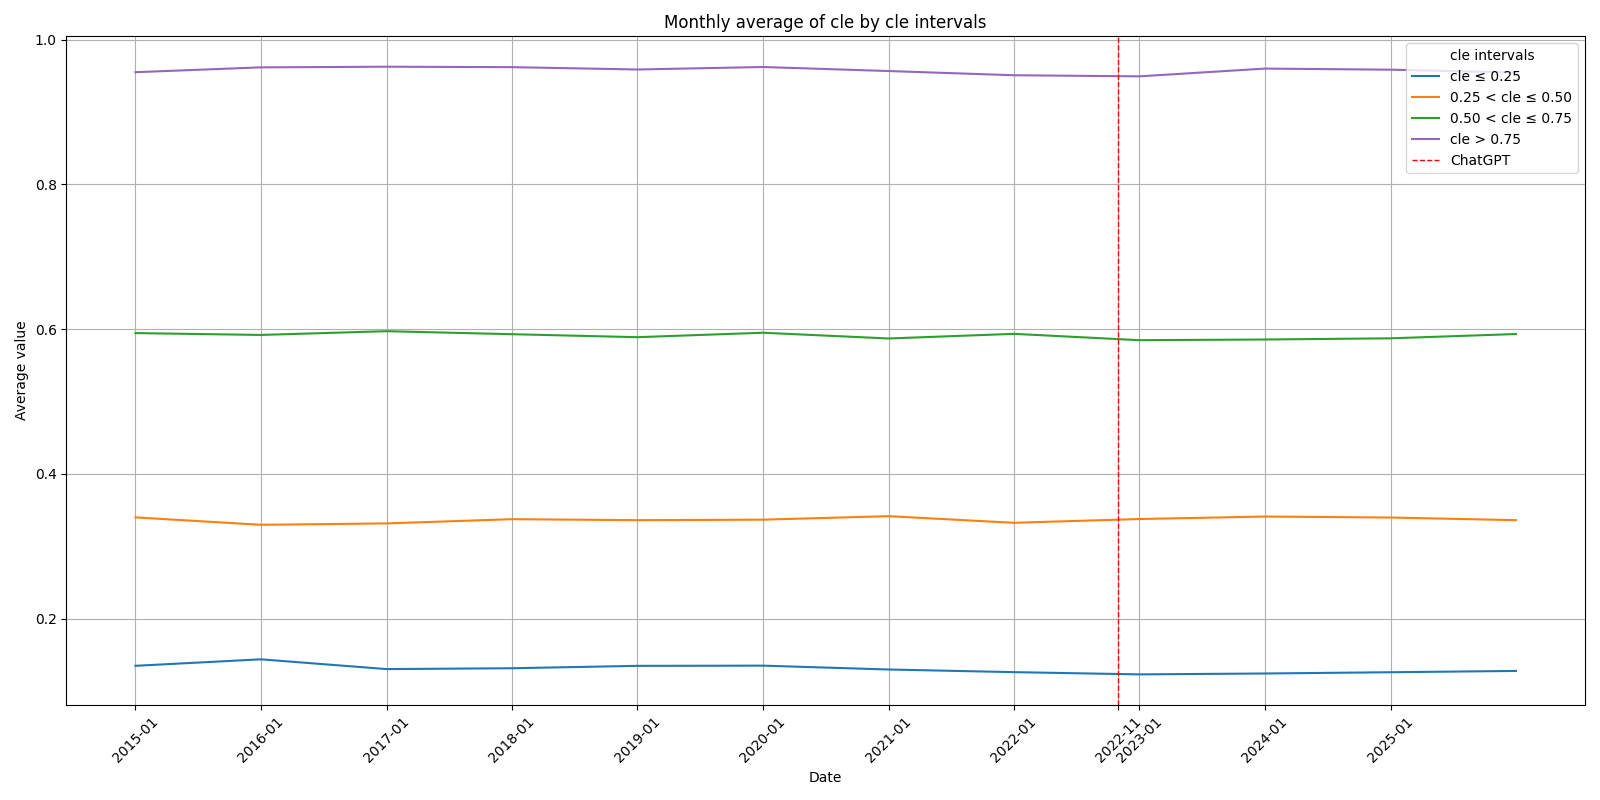 Monthly average of cle by cle intervals
cle intervals
cle ≤ 0.25
0.25 < cle ≤ 0.50
0.50 < cle ≤ 0.75
cle > 0.75
ChatGPT
Average value
1.0
0.8
0.6
0.4
0.2
2015-01
2016-01
2017-01
2018-01
2019-01
2020-01
2021-01
2022-01
2022-11
2023-01
2024-01
2025-01
Date